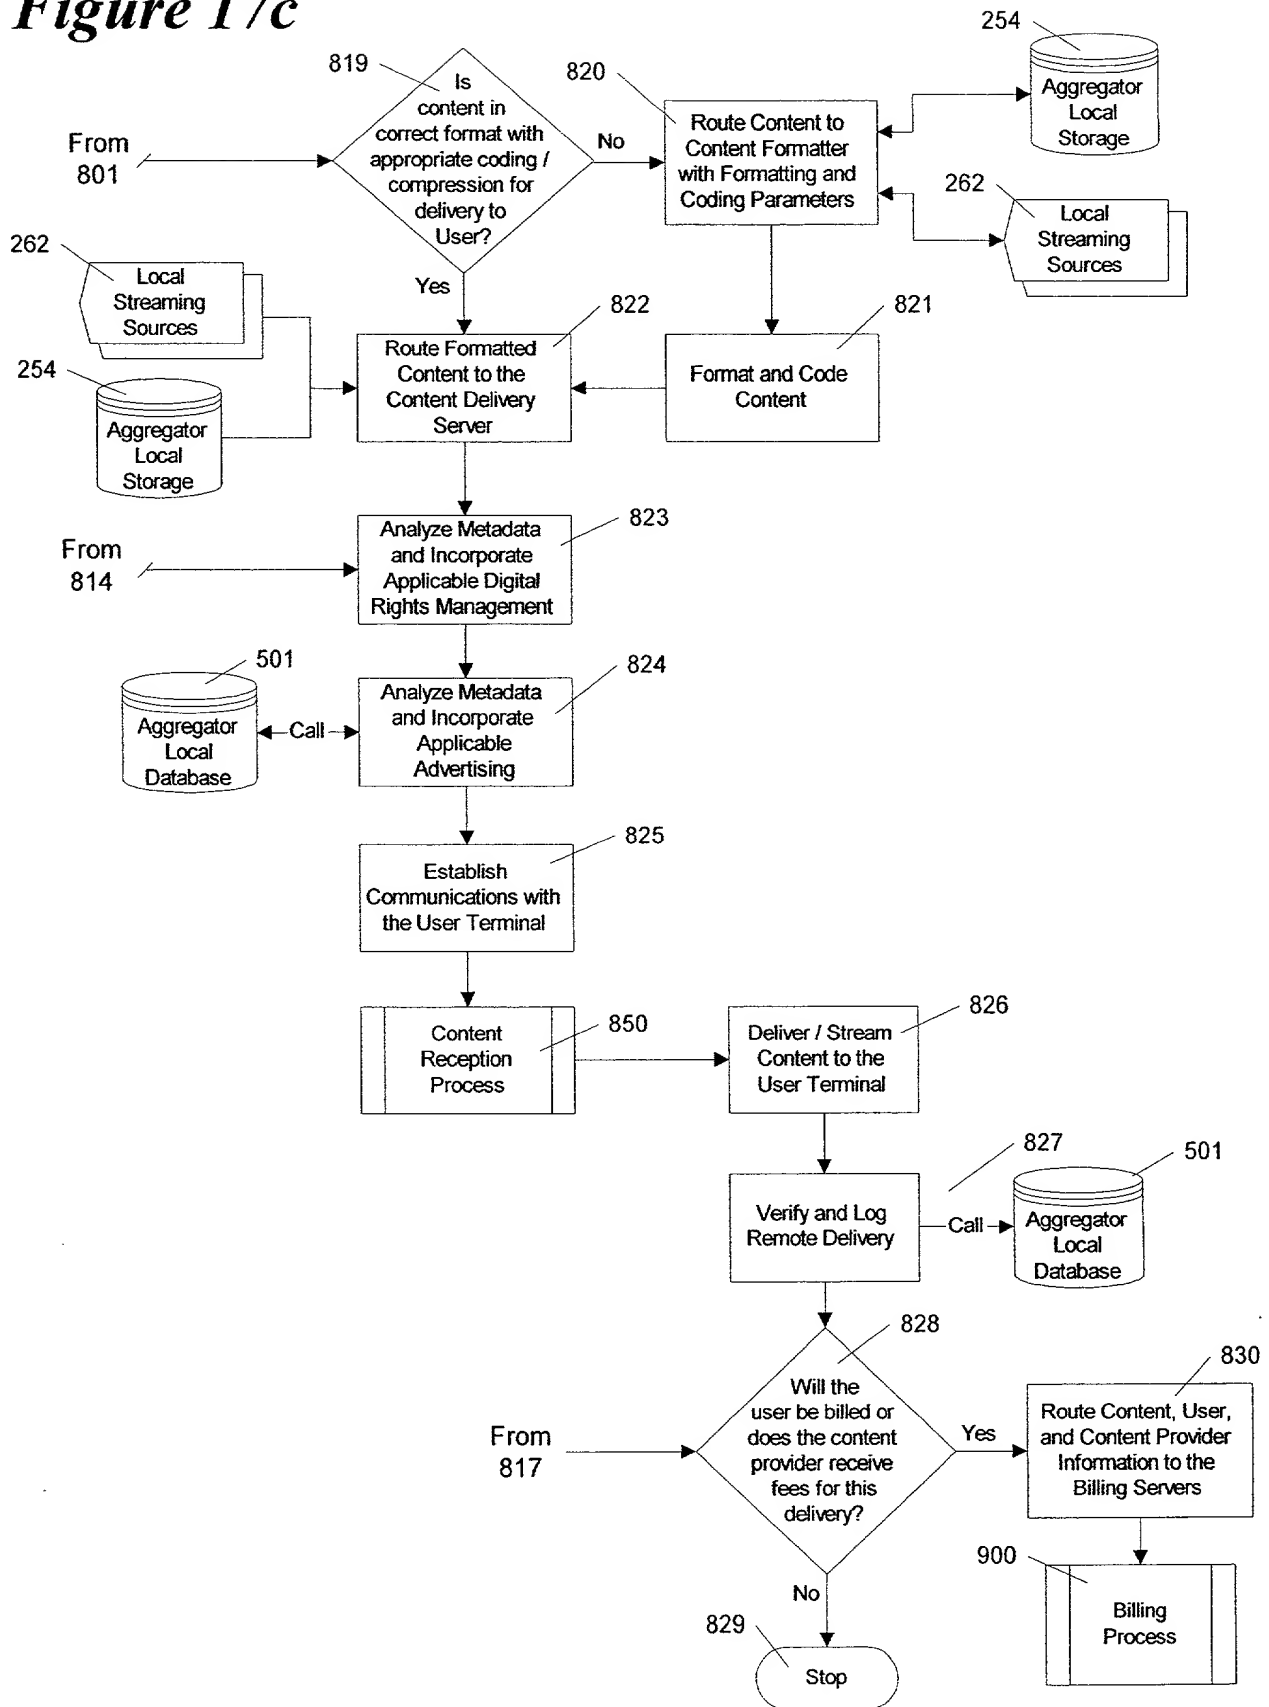 Figure 17c
254
819
820
Is
content in
correct format with
appropriate coding /
compression for
delivery to
User?
Aggregator
Local
Storage
Route Content to
Content Formatter
with Formatting and
Coding Parameters
From
801
No
262
Local
Streaming
Sources
262
Local
Streaming
Sources
Yes
822
821
254
Route Formatted
Content to the
Content Delivery
Server
Format and Code
Content
Aggregator
Local
Storage
823
Analyze Metadata
and Incorporate
Applicable Digital
Rights Management
From
814
501
824
Analyze Metadata
and Incorporate
Applicable
Advertising
Aggregator
Local
Database
Call
825
Establish
Communications with
the User Terminal
850
826
Content
Reception
Process
Deliver / Stream
Content to the
User Terminal
827
501
Verify and Log
Remote Delivery
Call
Aggregator
Local
Database
828
830
Will the
user be billed or
does the content
provider receive
fees for this
delivery?
From
817
Yes
Route Content, User,
and Content Provider
Information to the
Billing Servers
900
No
Billing
Process
829
Stop